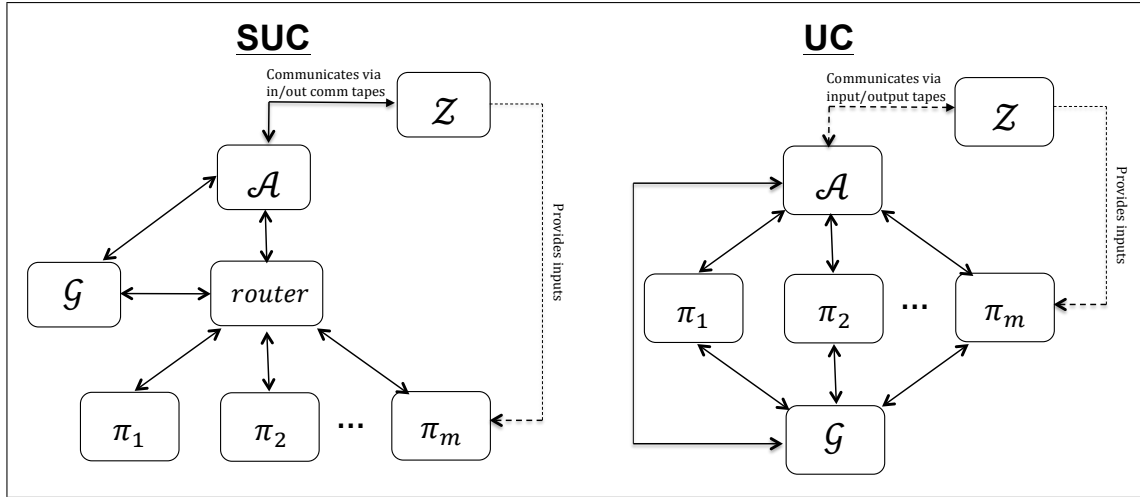 SUC
Communicates via
in/out comm tapes
𝒵
𝒜
Provides inputs
𝒢
router
π₁
π₂
...
πₘ
UC
Communicates via
input/output tapes
𝒵
𝒜
Provides inputs
π₁
π₂
...
πₘ
𝒢